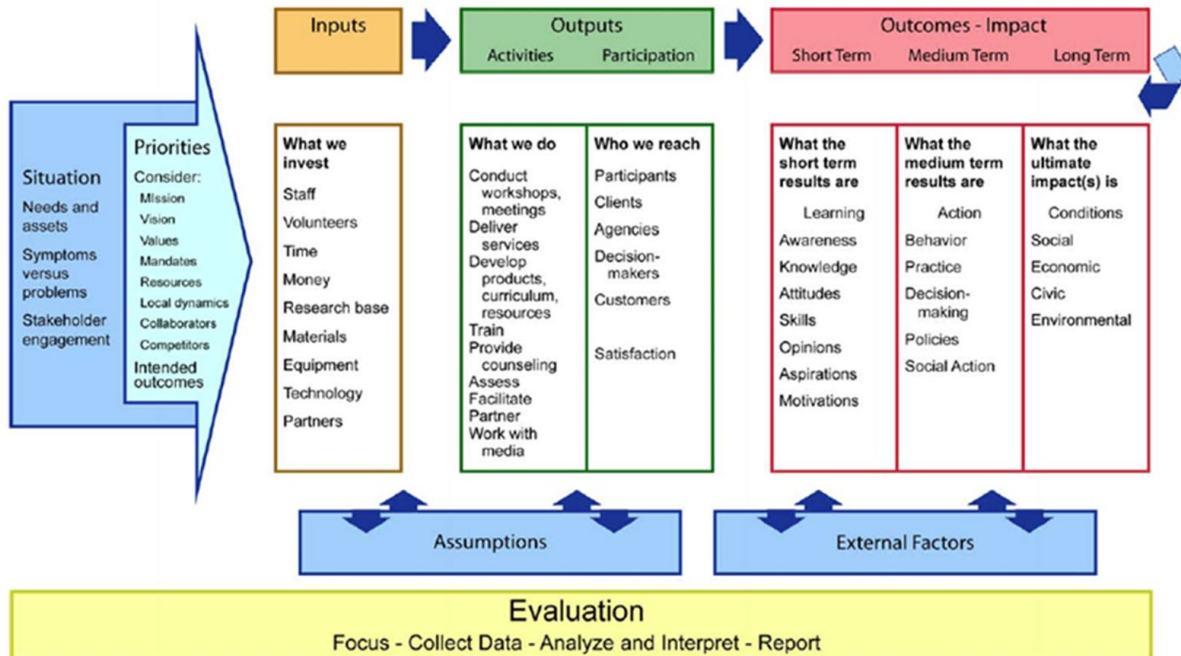 Inputs
Outputs
Activities Participation
Outcomes - Impact
Short Term Medium Term Long Term
Situation
Needs and
assets
Symptoms
versus
problems
Stakeholder
engagement
Priorities
Consider:
Mission
Vision
Values
Mandates
Resources
Local dynamics
Collaborators
Competitors
Intended
outcomes
What we
invest
Staff
Volunteers
Time
Money
Research base
Materials
Equipment
Technology
Partners
What we do
Conduct
workshops,
meetings
Deliver
services
Develop
products,
curriculum,
resources
Train
Provide
counseling
Assess
Facilitate
Partner
Work with
media
Who we reach
Participants
Clients
Agencies
Decision-
makers
Customers
Satisfaction
What the
short term
results are
Learning
Awareness
Knowledge
Attitudes
Skills
Opinions
Aspirations
Motivations
What the
medium term
results are
Action
Behavior
Practice
Decision-
making
Policies
Social Action
What the
ultimate
impact(s) is
Conditions
Social
Economic
Civic
Environmental
Assumptions
External Factors
Evaluation
Focus - Collect Data - Analyze and Interpret - Report